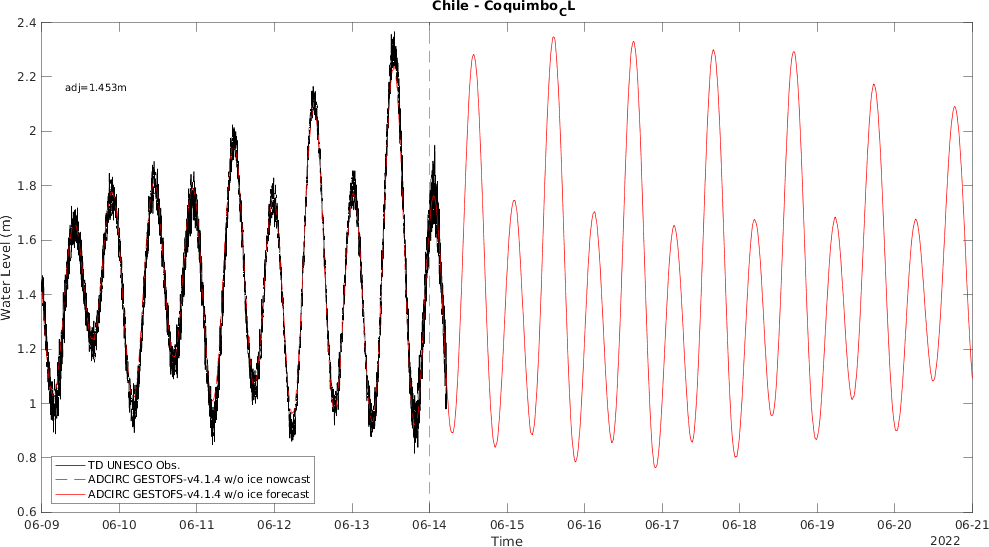 Chile - Coquimbo_CL
2.4
2.2
adj=1.453m
2
1.8
1.6
Water Level (m)
1.4
1.2
1
0.8
TD UNESCO Obs.
ADCIRC GESTOFS-v4.1.4 w/o ice nowcast
ADCIRC GESTOFS-v4.1.4 w/o ice forecast
0.6
06-09 06-10 06-11 06-12 06-13 06-14 06-15 06-16 06-17 06-18 06-19 06-20 06-21
Time
2022